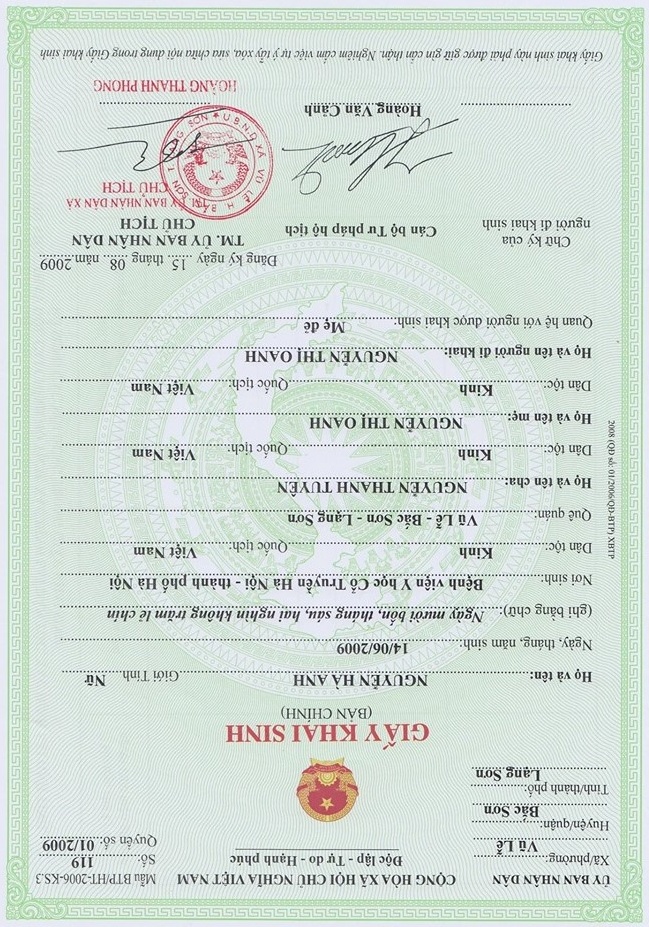 ỦY BAN NHÂN DÂN
Xã/phường: Vũ Lễ
Huyện/quận: Bắc Sơn
Tỉnh/thành phố:
Lạng Sơn
CỘNG HÒA XÃ HỘI CHỦ NGHĨA VIỆT NAM
Độc lập - Tự do - Hạnh phúc
Mẫu BTP/HT-2006-KS.3
Số: 119
Quyển số: 01/2009
GIẤY KHAI SINH
(BẢN CHÍNH)
Họ và tên: NGUYỄN HÀ ANH Giới Tính: Nữ
Ngày, tháng, năm sinh: 14/06/2009
(ghi bằng chữ): Ngày mười bốn, tháng sáu, hai nghìn không trăm lẻ chín
Nơi sinh: Bệnh viện Y học Cổ Truyền Hà Nội - thành phố Hà Nội
Dân tộc: Kinh Quốc tịch: Việt Nam
Quê quán: Vũ Lễ - Bắc Sơn - Lạng Sơn
Họ và tên cha: NGUYỄN THANH TUYÊN
Dân tộc: Kinh Quốc tịch: Việt Nam
Họ và tên mẹ: NGUYỄN THỊ OANH
Dân tộc: Kinh Quốc tịch: Việt Nam
Họ và tên người đi khai: NGUYỄN THỊ OANH
Quan hệ với người được khai sinh: Mẹ đẻ
Đăng ký ngày 15 tháng 08 năm 2009
Chữ ký của
người đi khai sinh
Cán bộ Tư pháp hộ tịch
Hoàng Văn Cảnh
TM. ỦY BAN NHÂN DÂN
CHỦ TỊCH
TM. ỦY BAN NHÂN DÂN XÃ
CHỦ TỊCH
U.B.N.D XÃ VŨ LỄ H. BẮC SƠN T. LẠNG SƠN
HOÀNG THANH PHONG
Giấy khai sinh này phải được giữ gìn cẩn thận. Nghiêm cấm việc tự ý tẩy xóa, sửa chữa nội dung trong Giấy khai sinh
2008 (QĐ số: 01/2006/QĐ-BTP) XBTP